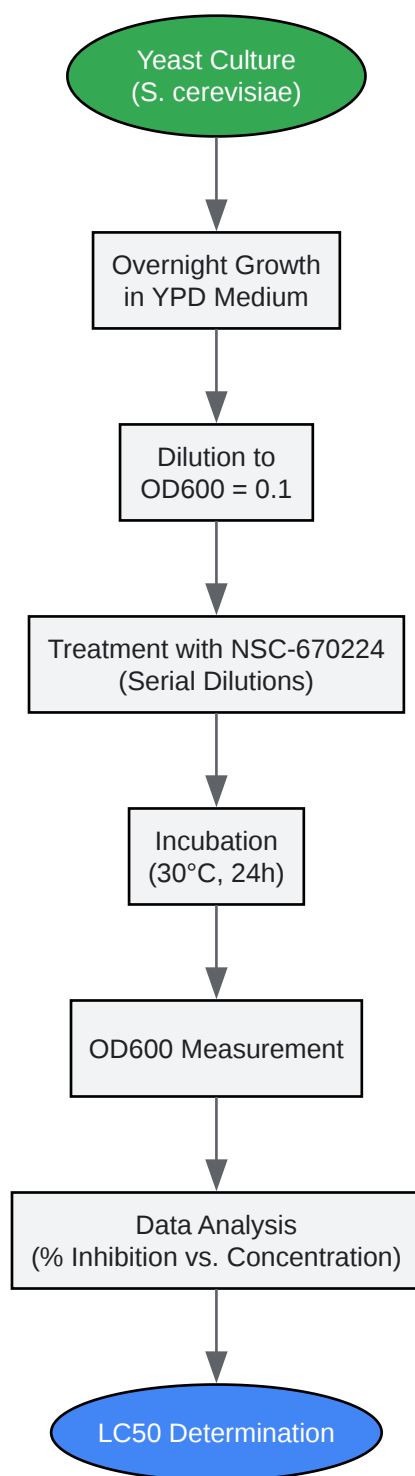 Yeast Culture
(S. cerevisiae)
Overnight Growth
in YPD Medium
Dilution to
OD600 = 0.1
Treatment with NSC-670224
(Serial Dilutions)
Incubation
(30°C, 24h)
OD600 Measurement
Data Analysis
(% Inhibition vs. Concentration)
LC50 Determination